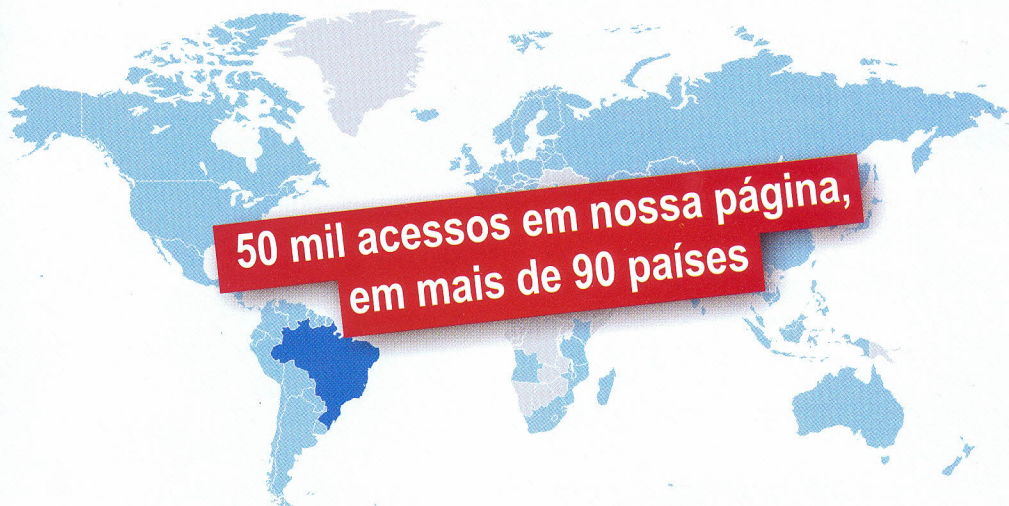 50 mil acessos em nossa página,
em mais de 90 países